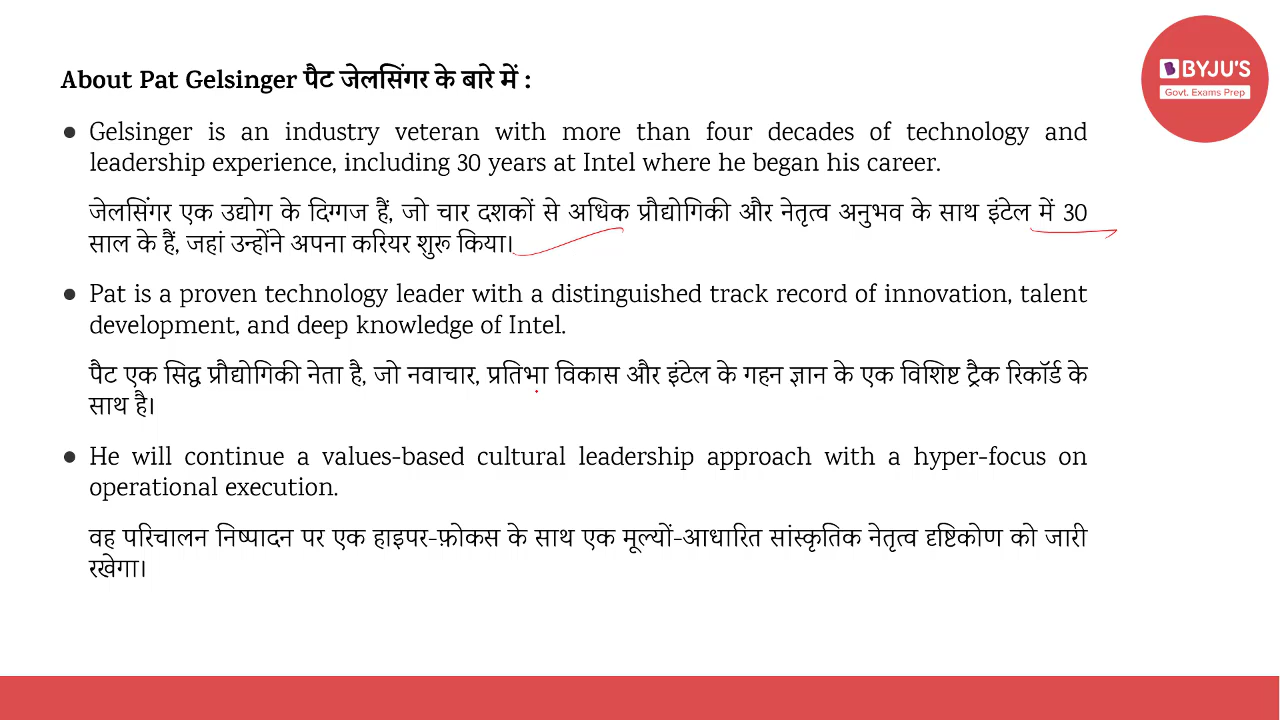 About Pat Gelsinger पैट जेलसिंगर के बारे में :
BYJU'S
Govt. Exams Prep
● Gelsinger is an industry veteran with more than four decades of technology and
leadership experience, including 30 years at Intel where he began his career.
जेलसिंगर एक उद्योग के दिग्गज हैं, जो चार दशकों से अधिक प्रौद्योगिकी और नेतृत्व अनुभव के साथ इंटेल में 30
साल के हैं, जहां उन्होंने अपना करियर शुरू किया।
● Pat is a proven technology leader with a distinguished track record of innovation, talent
development, and deep knowledge of Intel.
पैट एक सिद्ध प्रौद्योगिकी नेता है, जो नवाचार, प्रतिभा विकास और इंटेल के गहन ज्ञान के एक विशिष्ट ट्रैक रिकॉर्ड के
साथ है।
● He will continue a values-based cultural leadership approach with a hyper-focus on
operational execution.
वह परिचालन निष्पादन पर एक हाइपर-फ़ोकस के साथ एक मूल्यों-आधारित सांस्कृतिक नेतृत्व दृष्टिकोण को जारी
रखेगा।